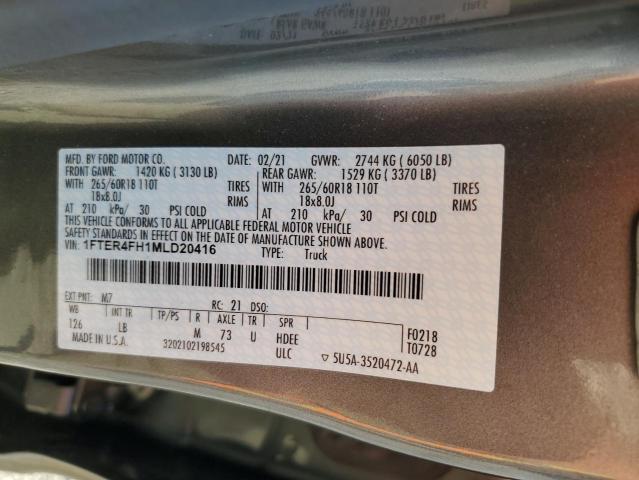 MFD. BY FORD MOTOR CO.
DATE: 02/21 GVWR: 2744 KG ( 6050 LB)
FRONT GAWR: 1420 KG ( 3130 LB) REAR GAWR: 1529 KG ( 3370 LB)
WITH 265/60R18 110T TIRES WITH 265/60R18 110T TIRES
18x8.0J RIMS 18x8.0J RIMS
AT 210 kPa/ 30 PSI COLD AT 210 kPa/ 30 PSI COLD
THIS VEHICLE CONFORMS TO ALL APPLICABLE FEDERAL MOTOR VEHICLE
SAFETY STANDARDS IN EFFECT ON THE DATE OF MANUFACTURE SHOWN ABOVE.
VIN: 1FTER4FH1MLD20416 TYPE: Truck
EXT PNT: M7 RC: 21 DSO:
WB INT TR TP/PS R AXLE TR SPR
126 LB M 73 U HDEE F0218
MADE IN U.S.A. 3202102198545 ULC T0728
▽ 5U5A-3520472-AA